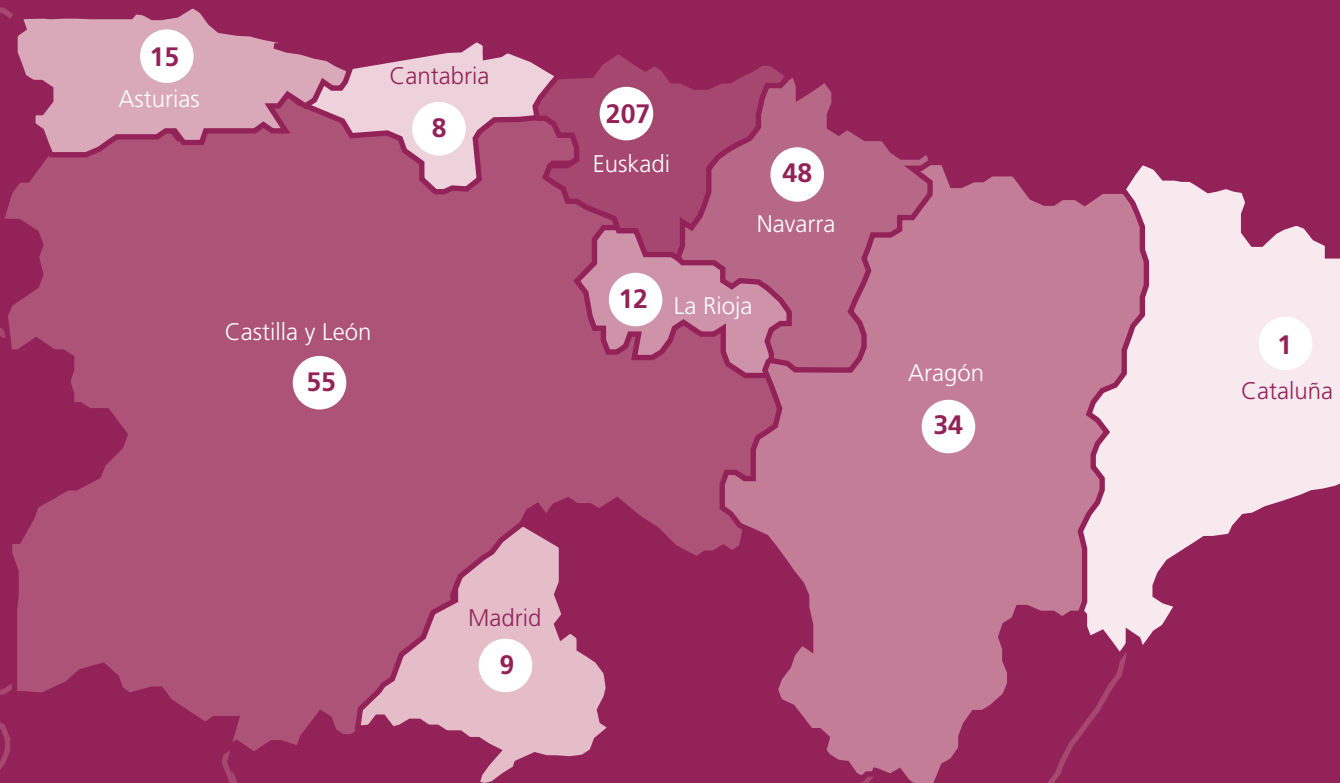 15
Asturias
Cantabria
8
207
Euskadi
48
Navarra
12
La Rioja
Castilla y León
55
Aragón
34
1
Cataluña
Madrid
9